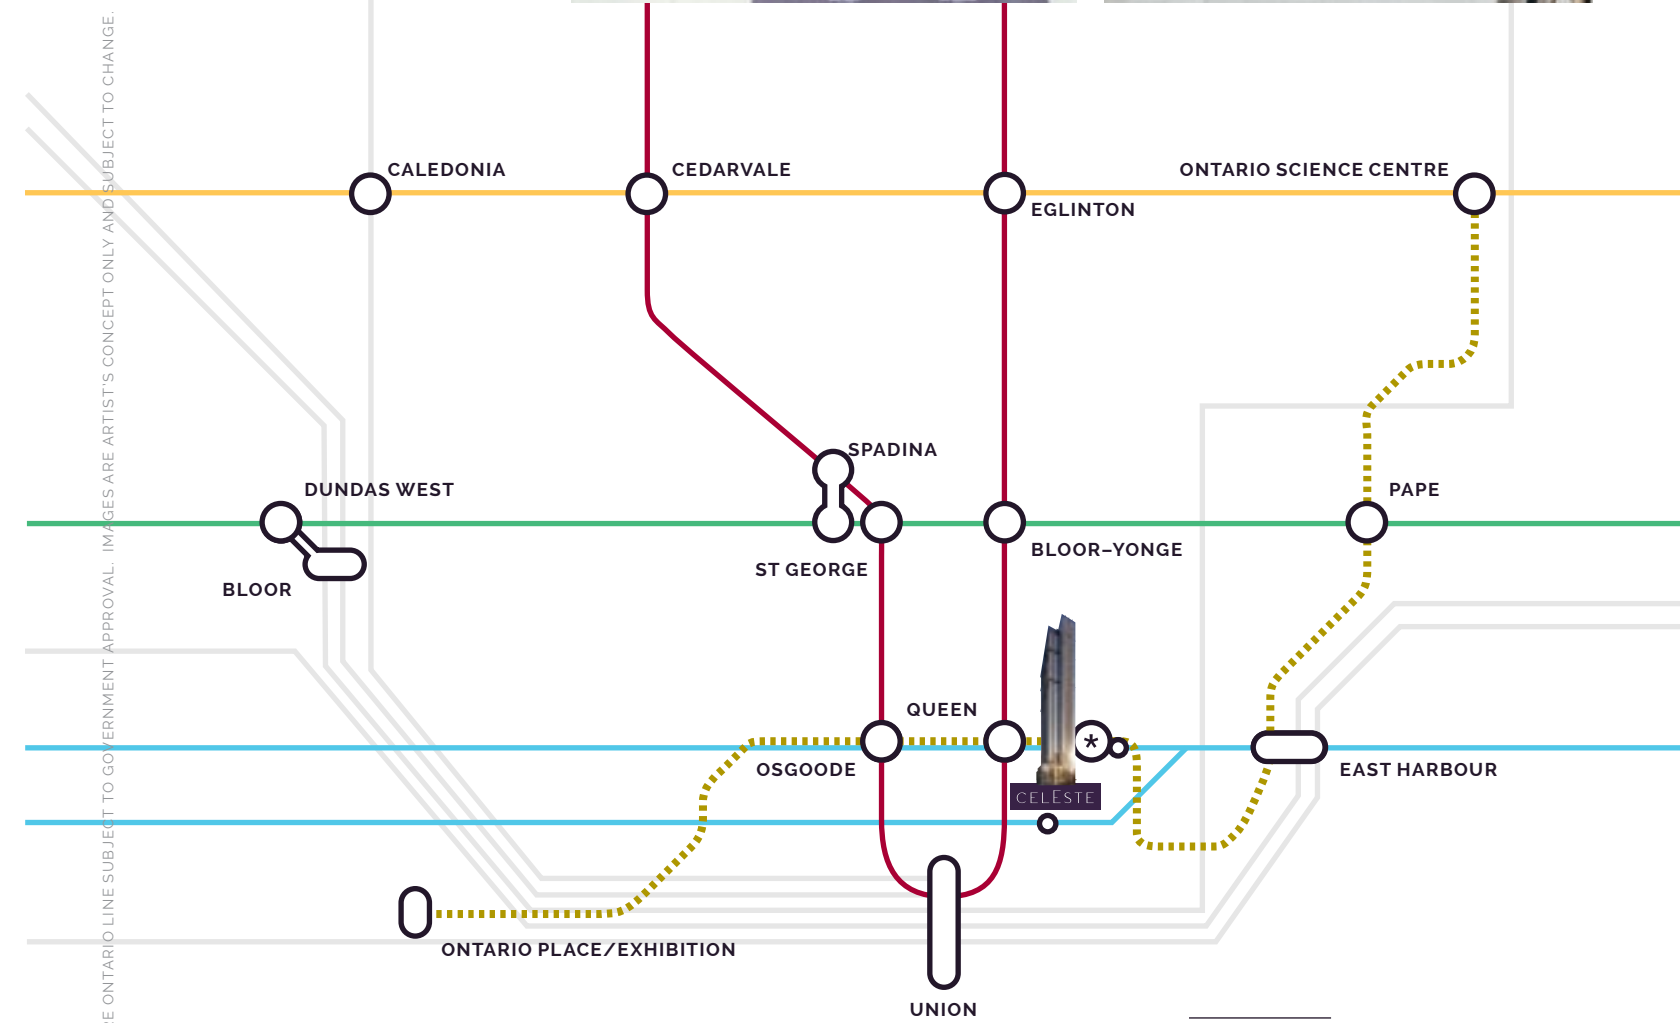 CALEDONIA
CEDARVALE
ONTARIO SCIENCE CENTRE
EGLINTON
SPADINA
DUNDAS WEST
PAPE
BLOOR–YONGE
ST GEORGE
BLOOR
QUEEN
*
OSGOODE
EAST HARBOUR
CELESTE
ONTARIO PLACE/EXHIBITION
UNION
ONTARIO LINE SUBJECT TO GOVERNMENT APPROVAL. IMAGES ARE ARTIST'S CONCEPT ONLY AND SUBJECT TO CHANGE.